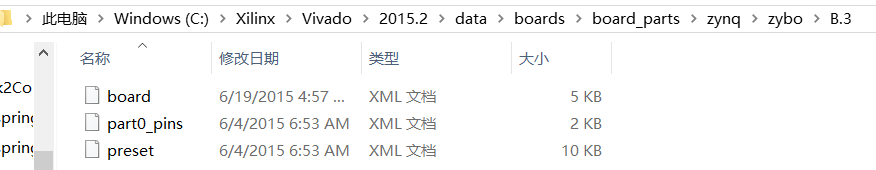 此电脑 > Windows (C:) > Xilinx > Vivado > 2015.2 > data > boards > board_parts > zynq > zybo > B.3
名称 修改日期 类型 大小
board 6/19/2015 4:57 ... XML 文档 5 KB
part0_pins 6/4/2015 6:53 AM XML 文档 2 KB
preset 6/4/2015 6:53 AM XML 文档 10 KB
k2Co
spring
spring